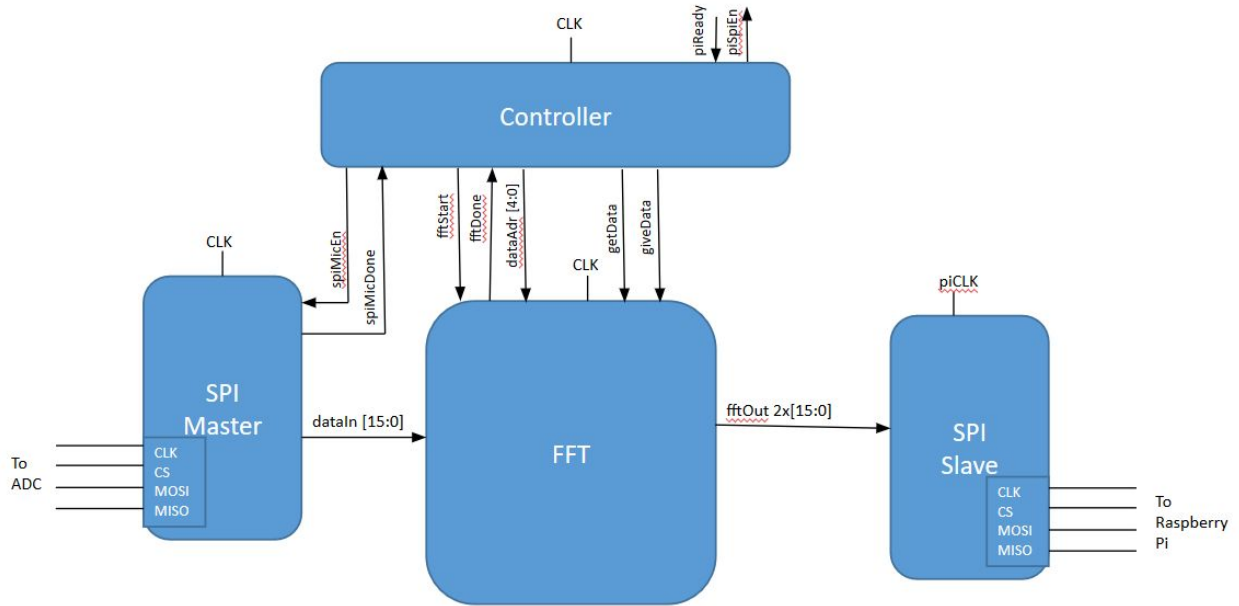 CLK
piReady
piSpiEn
Controller
spiMicEn
spiMicDone
fftStart
fftDone
dataAdr [4:0]
getData
giveData
CLK
CLK
piCLK
SPI
Master
dataIn [15:0]
FFT
fftOut 2x[15:0]
SPI
Slave
To
ADC
CLK
CS
MOSI
MISO
CLK
CS
MOSI
MISO
To
Raspberry
Pi